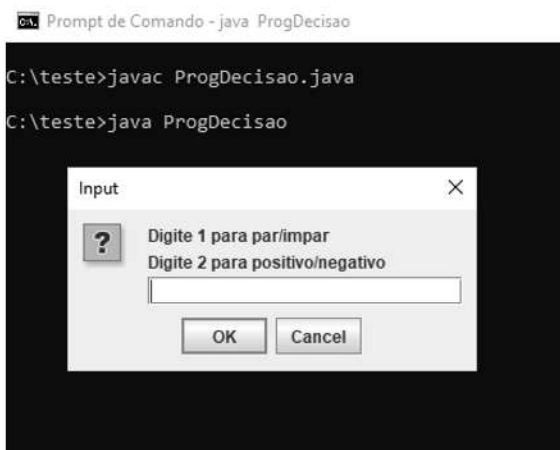 Prompt de Comando - java ProgDecisao
C:\teste>javac ProgDecisao.java
C:\teste>java ProgDecisao
Input
Digite 1 para par/impar
Digite 2 para positivo/negativo
OK
Cancel